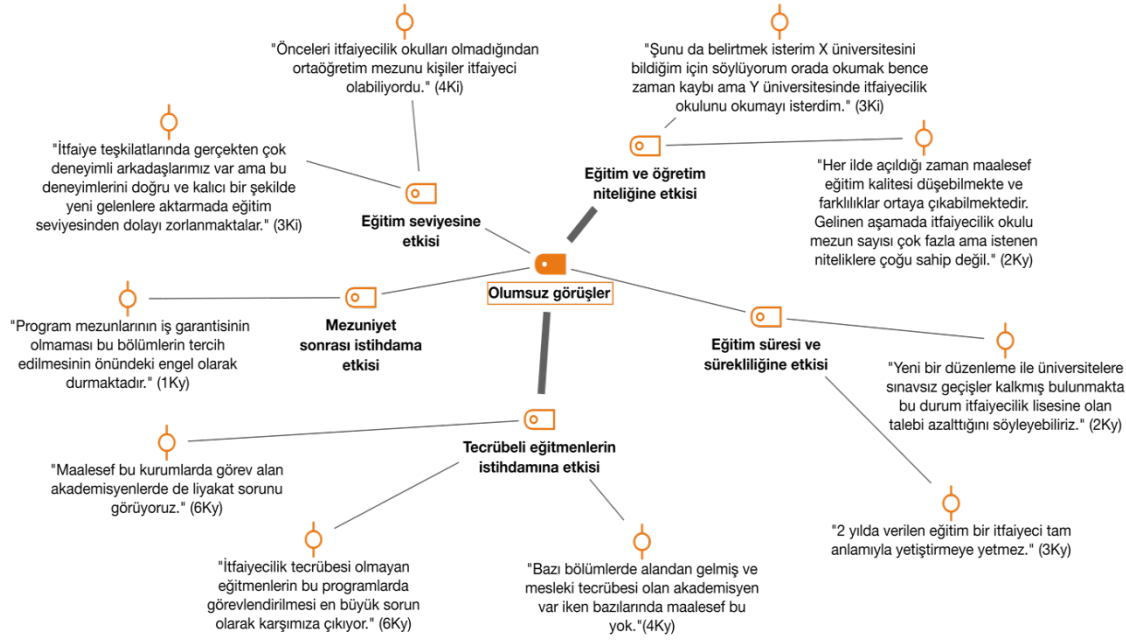 "Önceleri itfaiyecilik okulları olmadığından
ortaöğretim mezunu kişiler itfaiyeci
olabiliyordu." (4Ki)
"Şunu da belirtmek isterim X üniversitesini
bildiğim için söylüyorum orada okumak bence
zaman kaybı ama Y üniversitesinde itfaiyecilik
okulunu okumayı isterdim." (3Ki)
"İtfaiye teşkilatlarında gerçekten çok
deneyimli arkadaşlarımız var ama bu
deneyimlerini doğru ve kalıcı bir şekilde
yeni gelenlere aktarmada eğitim
seviyesinden dolayı zorlanmaktalar." (3Ki)
Eğitim seviyesine
etkisi
Eğitim ve öğretim
niteliğine etkisi
"Her ilde açıldığı zaman maalesef
eğitim kalitesi düşebilmekte ve
farklılıklar ortaya çıkabilmektedir.
Gelinen aşamada itfaiyecilik okulu
mezun sayısı çok fazla ama istenen
niteliklere çoğu sahip değil." (2Ky)
Olumsuz görüşler
"Program mezunlarının iş garantisinin
olmaması bu bölümlerin tercih
edilmesinin önündeki engel olarak
durmaktadır." (1Ky)
Mezuniyet
sonrası istihdama
etkisi
Eğitim süresi ve
sürekliliğine etkisi
"Yeni bir düzenleme ile üniversitelere
sınavsız geçişler kalkmış bulunmakta
bu durum itfaiyecilik lisesine olan
talebi azalttığını söyleyebiliriz." (2Ky)
Tecrübeli eğitmenlerin
istihdamına etkisi
"Maalesef bu kurumlarda görev alan
akademisyenlerde de liyakat sorunu
görüyoruz." (6Ky)
"2 yılda verilen eğitim bir itfaiyeci tam
anlamıyla yetiştirmeye yetmez." (3Ky)
"İtfaiyecilik tecrübesi olmayan
eğitmenlerin bu programlarda
görevlendirilmesi en büyük sorun
olarak karşımıza çıkıyor." (6Ky)
"Bazı bölümlerde alandan gelmiş ve
mesleki tecrübesi olan akademisyen
var iken bazılarında maalesef bu
yok."(4Ky)